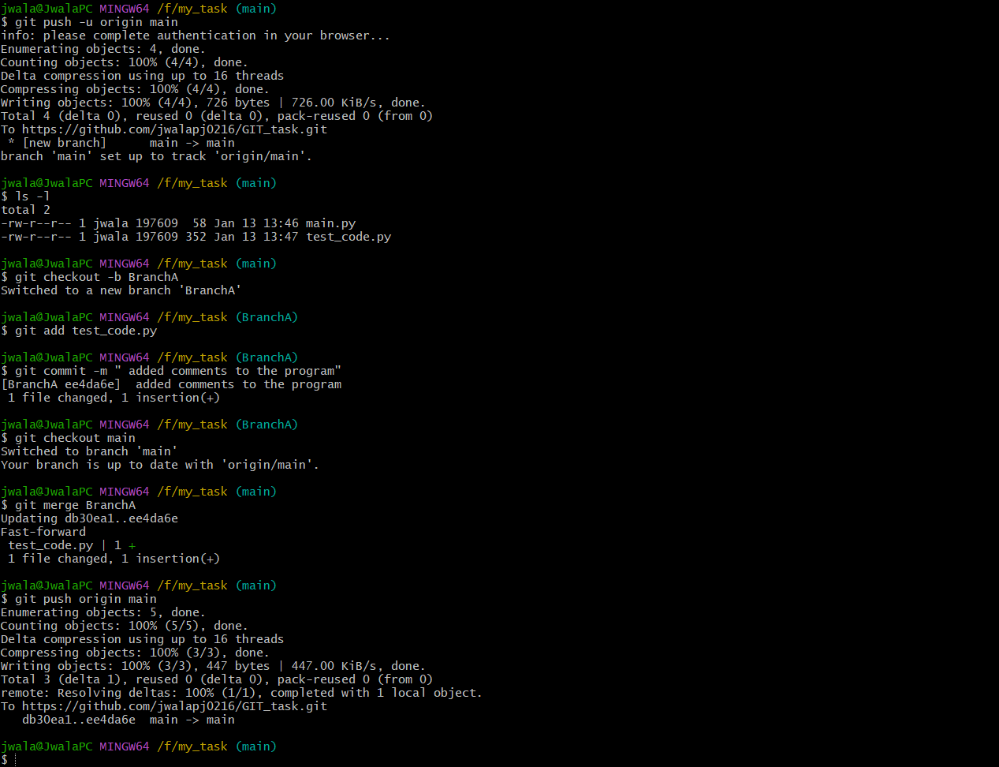 jwala@JwalaPC MINGW64 /f/my_task (main)
$ git push -u origin main
info: please complete authentication in your browser...
Enumerating objects: 4, done.
Counting objects: 100% (4/4), done.
Delta compression using up to 16 threads
Compressing objects: 100% (4/4), done.
Writing objects: 100% (4/4), 726 bytes | 726.00 KiB/s, done.
Total 4 (delta 0), reused 0 (delta 0), pack-reused 0 (from 0)
To https://github.com/jwalapj0216/GIT_task.git
 * [new branch]      main -> main
branch 'main' set up to track 'origin/main'.

jwala@JwalaPC MINGW64 /f/my_task (main)
$ ls -l
total 2
-rw-r--r-- 1 jwala 197609  58 Jan 13 13:46 main.py
-rw-r--r-- 1 jwala 197609 352 Jan 13 13:47 test_code.py

jwala@JwalaPC MINGW64 /f/my_task (main)
$ git checkout -b BranchA
Switched to a new branch 'BranchA'

jwala@JwalaPC MINGW64 /f/my_task (BranchA)
$ git add test_code.py

jwala@JwalaPC MINGW64 /f/my_task (BranchA)
$ git commit -m " added comments to the program"
[BranchA ee4da6e]  added comments to the program
 1 file changed, 1 insertion(+)

jwala@JwalaPC MINGW64 /f/my_task (BranchA)
$ git checkout main
Switched to branch 'main'
Your branch is up to date with 'origin/main'.

jwala@JwalaPC MINGW64 /f/my_task (main)
$ git merge BranchA
Updating db30ea1..ee4da6e
Fast-forward
 test_code.py | 1 +
 1 file changed, 1 insertion(+)

jwala@JwalaPC MINGW64 /f/my_task (main)
$ git push origin main
Enumerating objects: 5, done.
Counting objects: 100% (5/5), done.
Delta compression using up to 16 threads
Compressing objects: 100% (3/3), done.
Writing objects: 100% (3/3), 447 bytes | 447.00 KiB/s, done.
Total 3 (delta 1), reused 0 (delta 0), pack-reused 0 (from 0)
remote: Resolving deltas: 100% (1/1), completed with 1 local object.
To https://github.com/jwalapj0216/GIT_task.git
   db30ea1..ee4da6e  main -> main

jwala@JwalaPC MINGW64 /f/my_task (main)
$